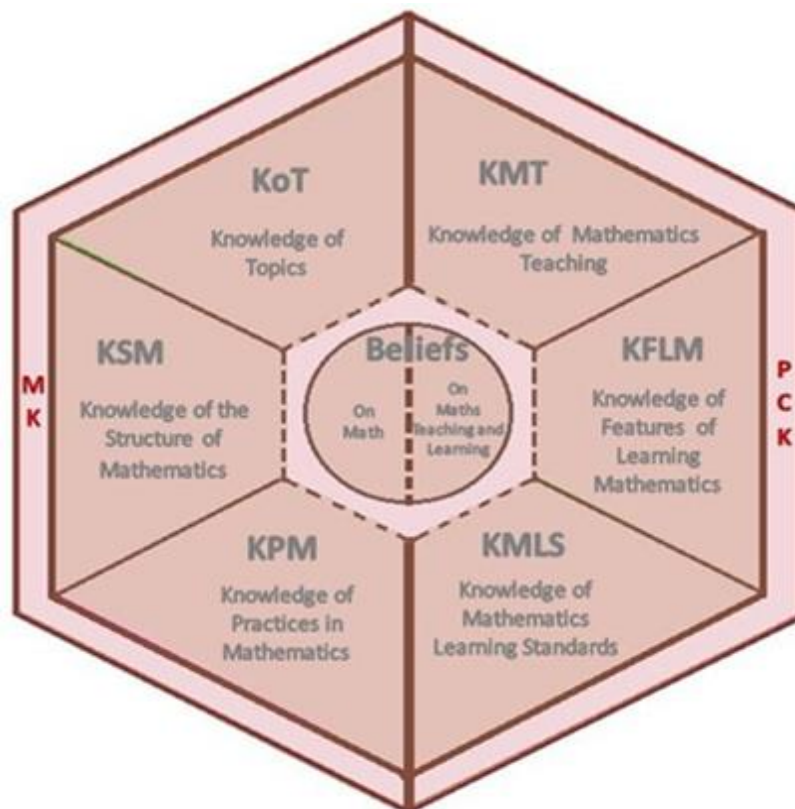 KoT
Knowledge of
Topics
KMT
Knowledge of Mathematics
Teaching
KSM
Knowledge of the
Structure of
Mathematics
M
K
Beliefs
On
Math
On
Maths
Teaching and
Learning
KFLM
Knowledge of
Features of
Learning
Mathematics
P
C
K
KPM
Knowledge of
Practices in
Mathematics
KMLS
Knowledge of
Mathematics
Learning Standards